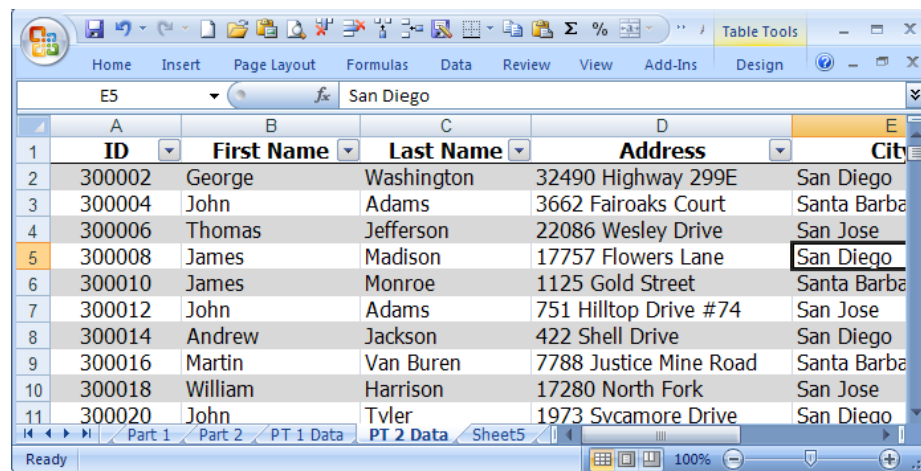 Σ % Table Tools
Home Insert Page Layout Formulas Data Review View Add-Ins Design
E5 fx San Diego
A B C D E
1 ID First Name Last Name Address City
2 300002 George Washington 32490 Highway 299E San Diego
3 300004 John Adams 3662 Fairoaks Court Santa Barba
4 300006 Thomas Jefferson 22086 Wesley Drive San Jose
5 300008 James Madison 17757 Flowers Lane San Diego
6 300010 James Monroe 1125 Gold Street Santa Barba
7 300012 John Adams 751 Hilltop Drive #74 San Jose
8 300014 Andrew Jackson 422 Shell Drive San Diego
9 300016 Martin Van Buren 7788 Justice Mine Road Santa Barba
10 300018 William Harrison 17280 North Fork San Jose
11 300020 John Tyler 1973 Sycamore Drive San Diego
Part 1 Part 2 PT 1 Data PT 2 Data Sheet5
Ready 100%